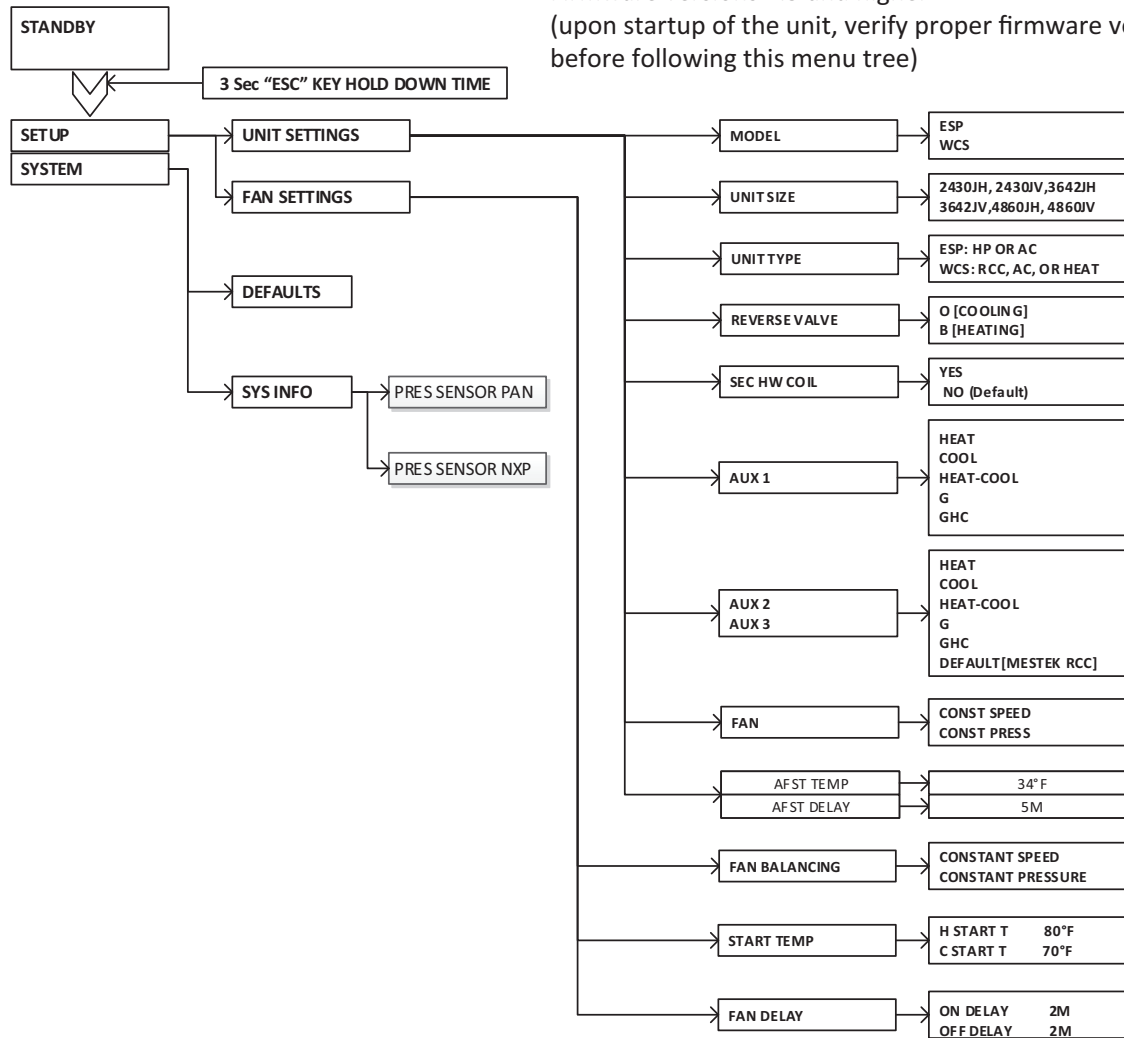 (upon startup of the unit, verify proper firmware
before following this menu tree)
STANDBY
3 Sec “ESC” KEY HOLD DOWN TIME
SETUP
SYSTEM
UNIT SETTINGS
FAN SETTINGS
DEFAULTS
SYS INFO
PRES SENSOR PAN
PRES SENSOR NXP
MODEL
ESP
WCS
UNIT SIZE
2430JH, 2430JV,3642JH
3642JV,4860JH, 4860JV
UNIT TYPE
ESP: HP OR AC
WCS: RCC, AC, OR HEAT
REVERSE VALVE
O [COOLING]
B [HEATING]
SEC HW COIL
YES
NO (Default)
AUX 1
HEAT
COOL
HEAT-COOL
G
GHC
AUX 2
AUX 3
HEAT
COOL
HEAT-COOL
G
GHC
DEFAULT[MESTEK RCC]
FAN
CONST SPEED
CONST PRESS
AFST TEMP 34°F
AFST DELAY 5M
FAN BALANCING
CONSTANT SPEED
CONSTANT PRESSURE
START TEMP
H START T 80°F
C START T 70°F
FAN DELAY
ON DELAY 2M
OFF DELAY 2M